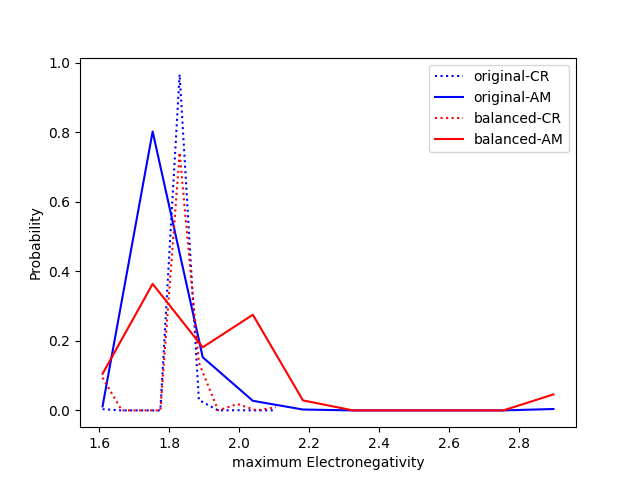 original-CR
original-AM
balanced-CR
balanced-AM
Probability
1.0
0.8
0.6
0.4
0.2
0.0
1.6 1.8 2.0 2.2 2.4 2.6 2.8
maximum Electronegativity